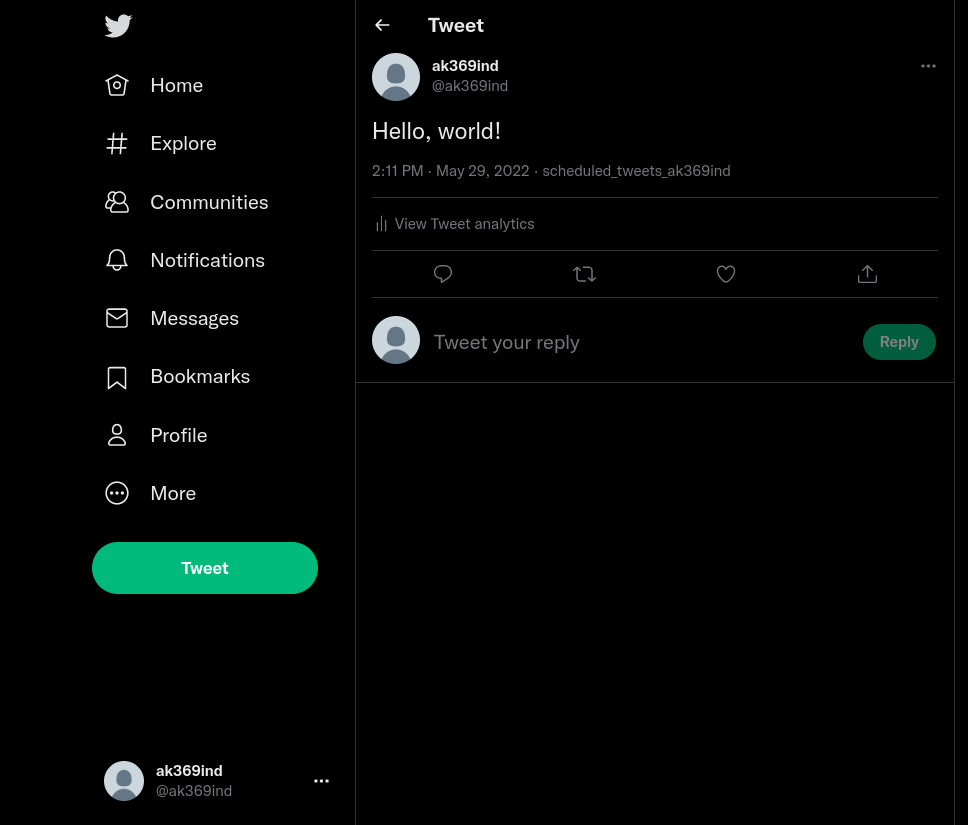 Home
Explore
Communities
Notifications
Messages
Bookmarks
Profile
More
Tweet
ak369ind
@ak369ind
Tweet
ak369ind
@ak369ind
Hello, world!
2:11 PM · May 29, 2022 · scheduled_tweets_ak369ind
View Tweet analytics
Tweet your reply
Reply